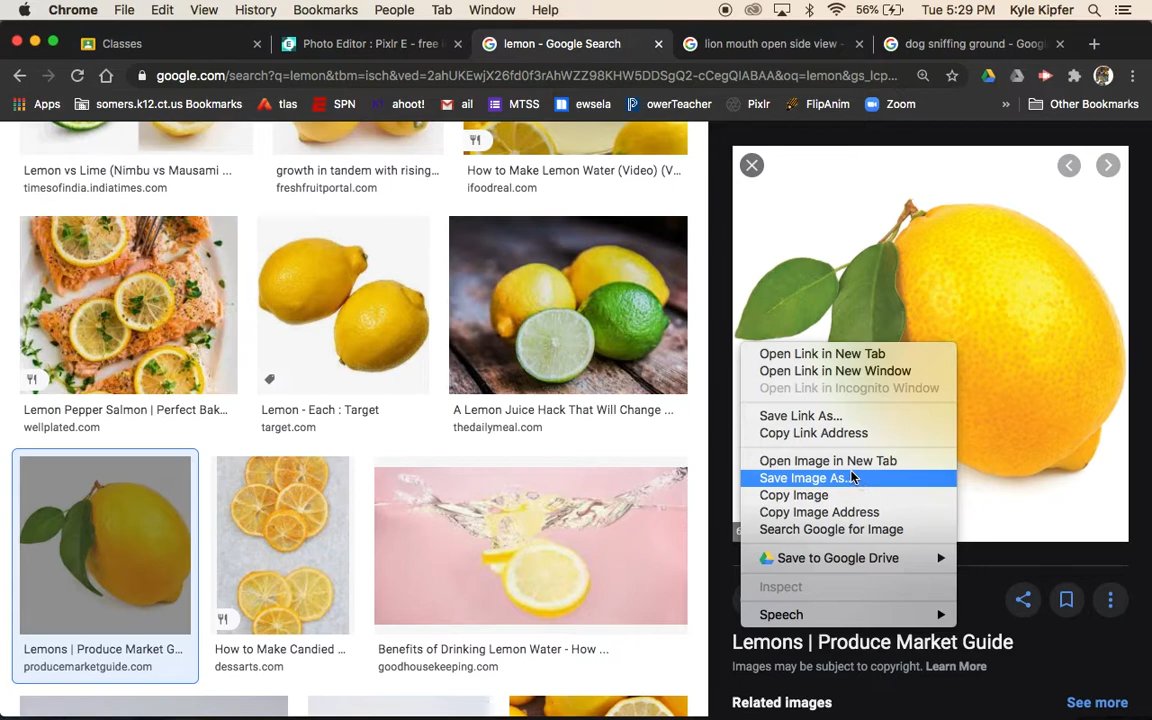 Chrome File Edit View History Bookmarks People Tab Window Help 56% Tue 5:29 PM Kyle Kipfer
Classes
Photo Editor : Pixlr E - free i
lemon - Google Search
lion mouth open side view -
dog sniffing ground - Goog
google.com/search?q=lemon&tbm=isch&ved=2ahUKEwjX26fd0f3rAhWZZ98KHW5DDSgQ2-cCegQIABAA&oq=lemon&gs_lcp...
Apps somers.k12.ct.us Bookmarks tlas SPN ahoot! ail MTSS ewsela owerTeacher Pixlr FlipAnim Zoom » Other Bookmarks
Lemon vs Lime (Nimbu vs Mausami ...
timesofindia.indiatimes.com
growth in tandem with rising...
freshfruitportal.com
How to Make Lemon Water (Video) (V...
ifoodreal.com
Lemon Pepper Salmon | Perfect Bak...
wellplated.com
Lemon - Each : Target
target.com
A Lemon Juice Hack That Will Change ...
thedailymeal.com
Lemons | Produce Market G...
producemarketguide.com
How to Make Candied ...
desserts.com
Benefits of Drinking Lemon Water - How ...
goodhousekeeping.com
Open Link in New Tab
Open Link in New Window
Open Link in Incognito Window
Save Link As...
Copy Link Address
Open Image in New Tab
Save Image As...
Copy Image
Copy Image Address
Search Google for Image
Save to Google Drive
Inspect
Speech
Lemons | Produce Market Guide
Images may be subject to copyright. Learn More
Related images
See more